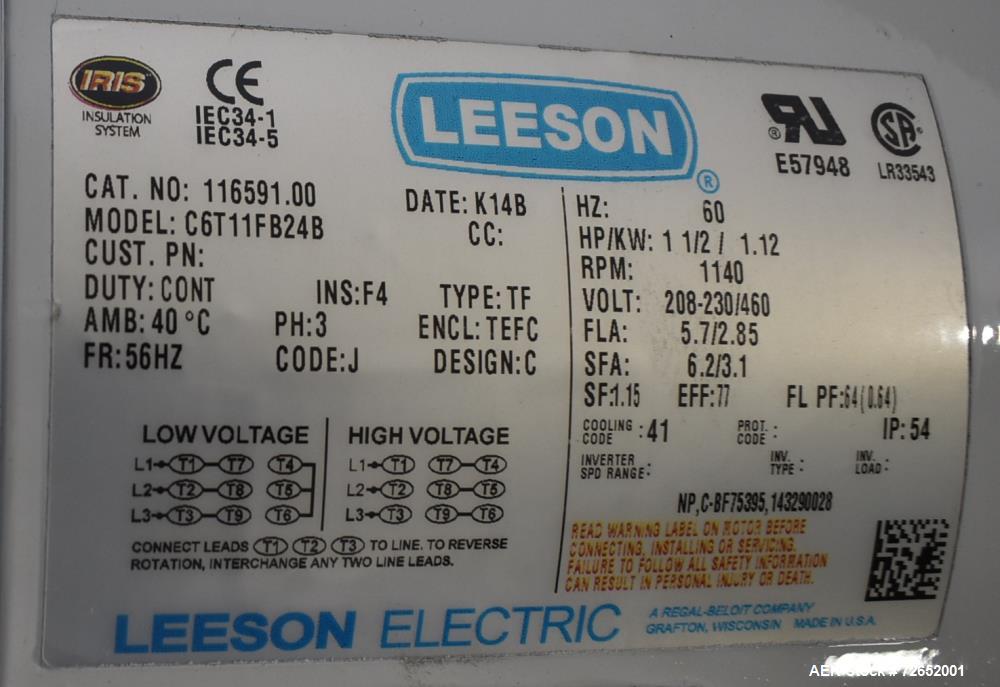 IRIS
INSULATION
SYSTEM
CE
IEC34-1
IEC34-5
LEESON
®
®
E57948
SA
LR33543
CAT. NO: 116591.00
DATE: K14B
MODEL: C6T11FB24B
CC:
CUST. PN:
DUTY: CONT INS: F4 TYPE: TF
AMB: 40 °C PH: 3 ENCL: TEFC
FR: 56HZ CODE: J DESIGN: C
HZ: 60
HP/KW: 1 1/2 / 1.12
RPM: 1140
VOLT: 208-230/460
FLA: 5.7/2.85
SFA: 6.2/3.1
SF: 1.15 EFF: 77 FL PF: 64 (0.64)
COOLING CODE : 41 PROT. CODE : IP: 54
INVERTER SPD RANGE: INV. TYPE : INV. LOAD:
NP,C-BF75395, 143290028
LOW VOLTAGE
L1 T1 T7 T4
L2 T2 T8 T5
L3 T3 T9 T6
HIGH VOLTAGE
L1 T1 T7 T4
L2 T2 T8 T5
L3 T3 T9 T6
CONNECT LEADS T1 T2 T3 TO LINE. TO REVERSE
ROTATION, INTERCHANGE ANY TWO LINE LEADS.
READ WARNING LABEL ON MOTOR BEFORE
CONNECTING, INSTALLING OR SERVICING.
FAILURE TO FOLLOW ALL SAFETY INFORMATION
CAN RESULT IN PERSONAL INJURY OR DEATH.
LEESON ELECTRIC
A REGAL-BELOIT COMPANY
GRAFTON, WISCONSIN MADE IN U.S.A.
72652001